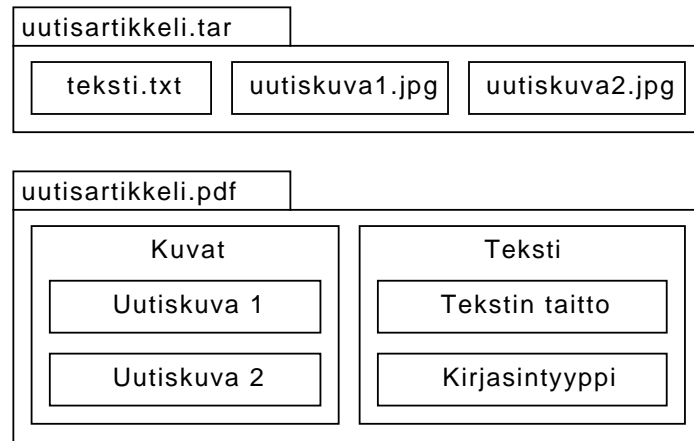 uutisartikkeli.tar
teksti.txt uutiskuva1.jpg uutiskuva2.jpg
uutisartikkeli.pdf
Kuvat
Uutiskuva 1
Uutiskuva 2
Teksti
Tekstin taitto
Kirjasintyyppi